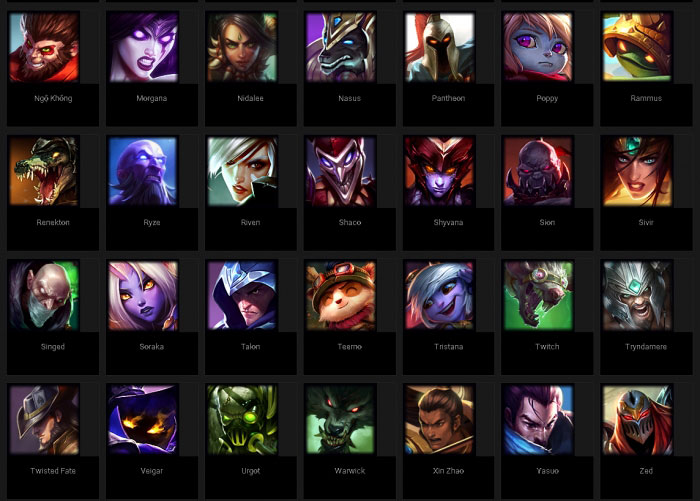 Ngộ Không
Morgana
Nidalee
Nasus
Pantheon
Poppy
Rammus
Renekton
Ryze
Riven
Shaco
Shyvana
Sion
Sivir
Singed
Soraka
Talon
Teemo
Tristana
Twitch
Tryndamere
Twisted Fate
Veigar
Urgot
Warwick
Xin Zhao
Yasuo
Zed